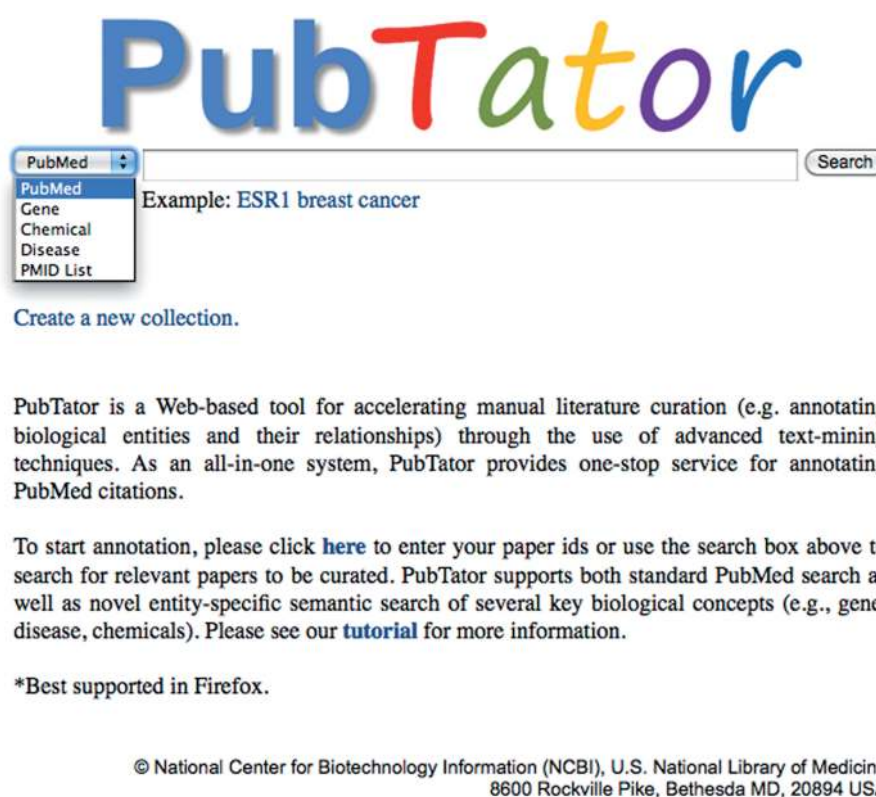 PubTator
PubMed
Search
PubMed
Gene
Chemical
Disease
PMID List
Example: ESR1 breast cancer
Create a new collection.
PubTator is a Web-based tool for accelerating manual literature curation (e.g. annotatin
biological entities and their relationships) through the use of advanced text-minin
techniques. As an all-in-one system, PubTator provides one-stop service for annotatin
PubMed citations.
To start annotation, please click here to enter your paper ids or use the search box above t
search for relevant papers to be curated. PubTator supports both standard PubMed search a
well as novel entity-specific semantic search of several key biological concepts (e.g., gene
disease, chemicals). Please see our tutorial for more information.
*Best supported in Firefox.
© National Center for Biotechnology Information (NCBI), U.S. National Library of Medicin
8600 Rockville Pike, Bethesda MD, 20894 USA